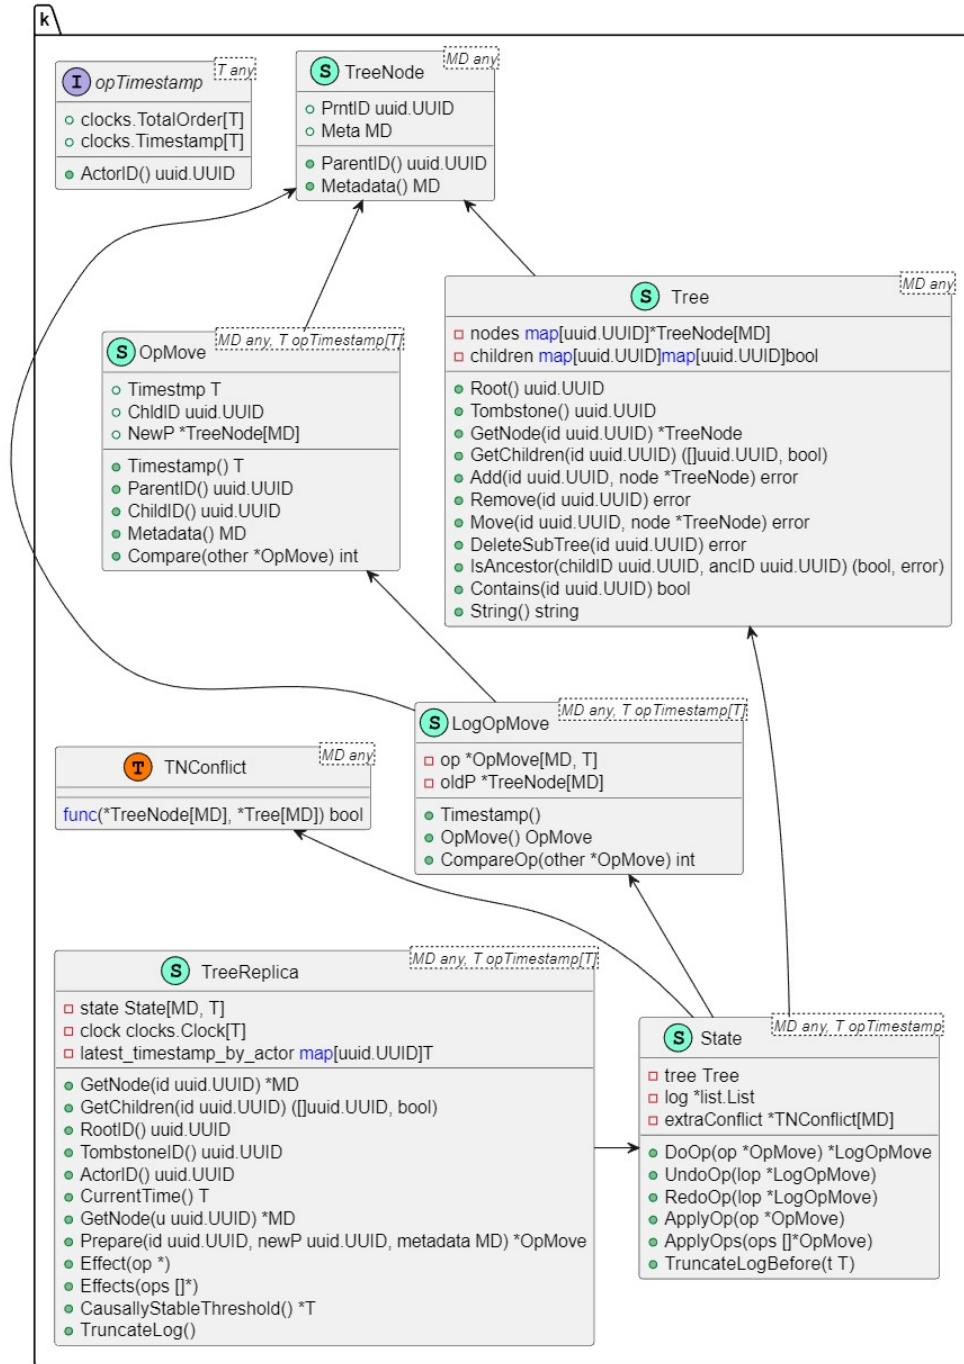 k
I opTimestamp
T any
clocks.TotalOrder[T]
clocks.Timestamp[T]
ActorID() uuid.UUID
S TreeNode
MD any
PrntID uuid.UUID
Meta MD
ParentID() uuid.UUID
Metadata() MD
S Tree
MD any
nodes map[uuid.UUID]*TreeNode[MD]
children map[uuid.UUID]map[uuid.UUID]bool
Root() uuid.UUID
Tombstone() uuid.UUID
GetNode(id uuid.UUID) *TreeNode
GetChildren(id uuid.UUID) ([]uuid.UUID, bool)
Add(id uuid.UUID, node *TreeNode) error
Remove(id uuid.UUID) error
Move(id uuid.UUID, node *TreeNode) error
DeleteSubTree(id uuid.UUID) error
IsAncestor(childID uuid.UUID, ancID uuid.UUID) (bool, error)
Contains(id uuid.UUID) bool
String() string
S OpMove
MD any, T opTimestamp[T]
Timestmp T
ChldID uuid.UUID
NewP *TreeNode[MD]
Timestamp() T
ParentID() uuid.UUID
ChildID() uuid.UUID
Metadata() MD
Compare(other *OpMove) int
S LogOpMove
MD any, T opTimestamp[T]
op *OpMove[MD, T]
oldP *TreeNode[MD]
Timestamp()
OpMove() OpMove
CompareOp(other *OpMove) int
T TNConflict
MD any
func(*TreeNode[MD], *Tree[MD]) bool
S TreeReplica
MD any, T opTimestamp[T]
state State[MD, T]
clock clocks.Clock[T]
latest_timestamp_by_actor map[uuid.UUID]T
GetNode(id uuid.UUID) *MD
GetChildren(id uuid.UUID) ([]uuid.UUID, bool)
RootID() uuid.UUID
TombstoneID() uuid.UUID
ActorID() uuid.UUID
CurrentTime() T
GetNode(u uuid.UUID) *MD
Prepare(id uuid.UUID, newP uuid.UUID, metadata MD) *OpMove
Effect(op *)
Effects(ops []*)
CausallyStableThreshold() *T
TruncateLog()
S State
MD any, T opTimestamp
tree Tree
log *list.List
extraConflict *TNConflict[MD]
DoOp(op *OpMove) *LogOpMove
UndoOp(lop *LogOpMove)
RedoOp(lop *LogOpMove)
ApplyOp(op *OpMove)
ApplyOps(ops []*OpMove)
TruncateLogBefore(t T)